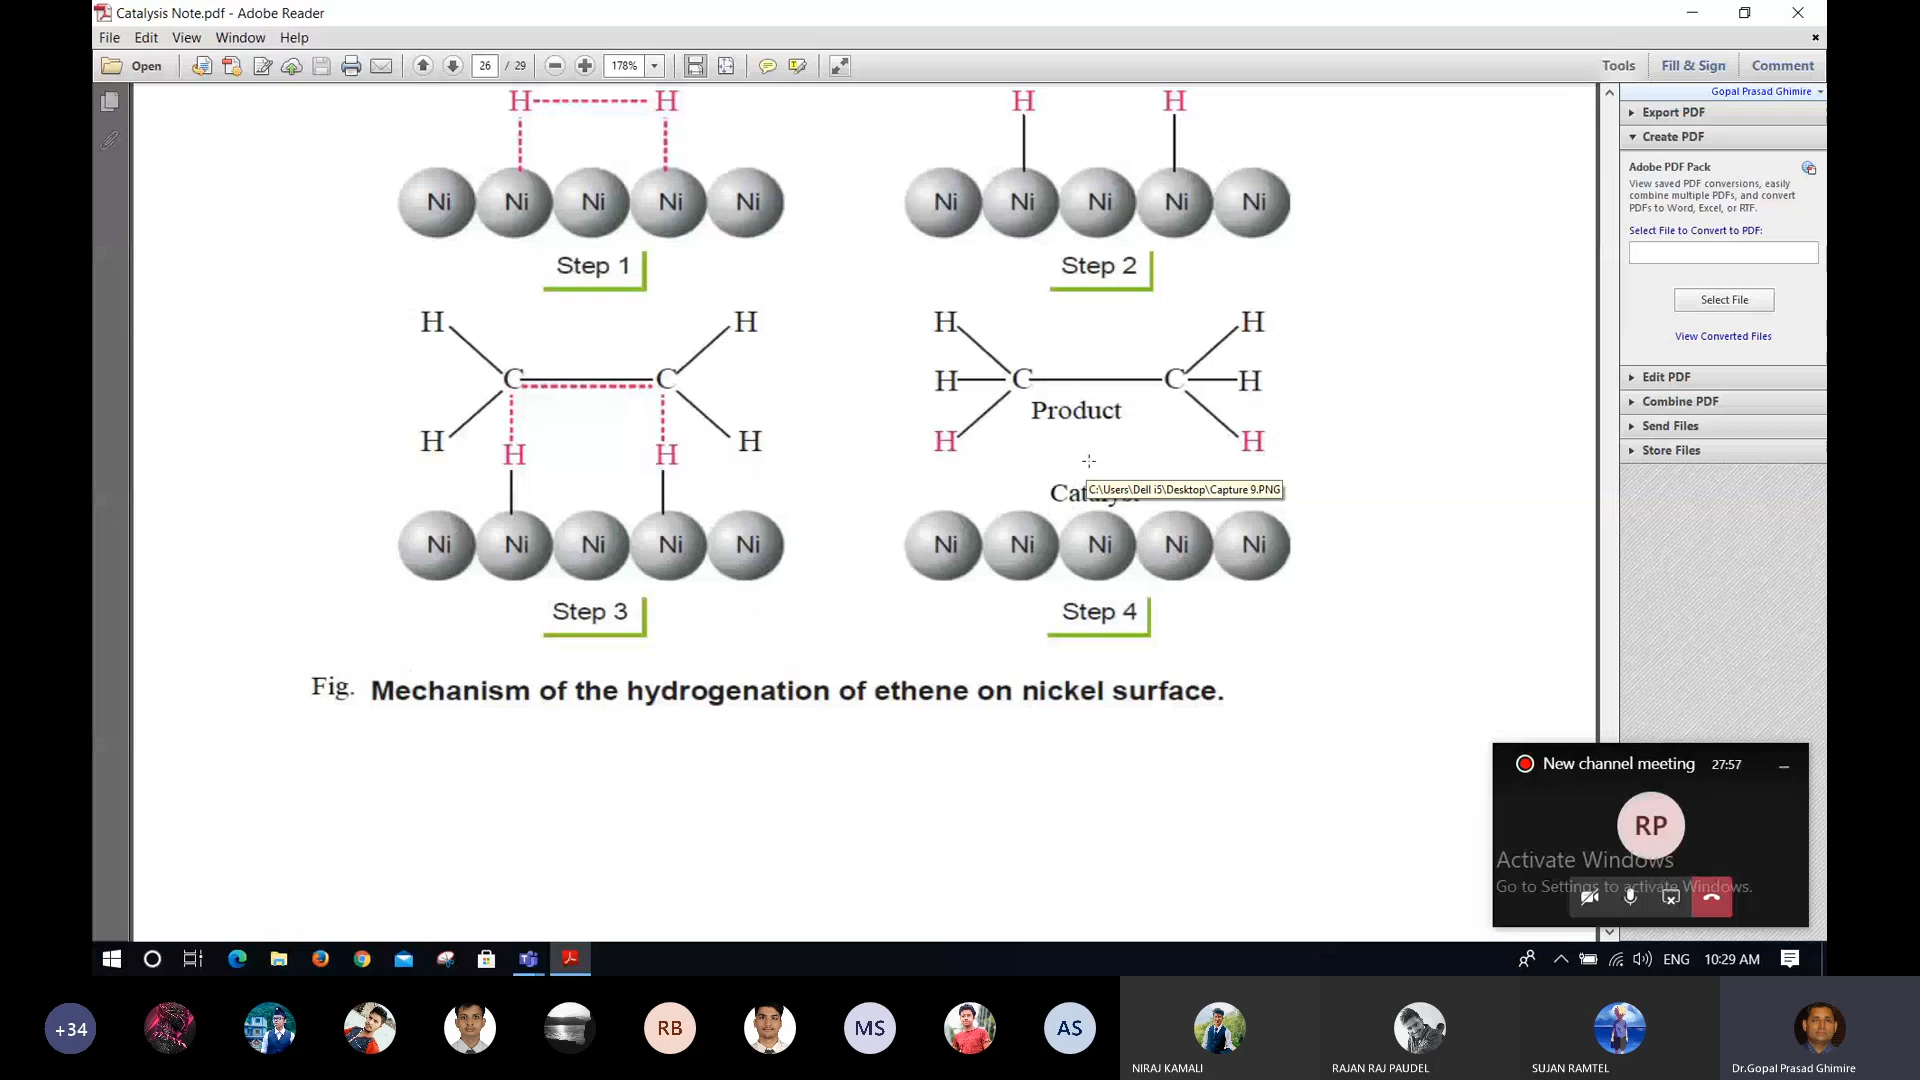 Catalysis Note.pdf - Adobe Reader
File Edit View Window Help
Open 26 / 29 178% Tools Fill & Sign Comment
Gopal Prasad Ghimire
Export PDF
Create PDF
Adobe PDF Pack
View saved PDF conversions, easily
combine multiple PDFs, and convert
PDFs to Word, Excel, or RTF.
Select File to Convert to PDF:
Select File
View Converted Files
Edit PDF
Combine PDF
Send Files
Store Files
H H
Ni Ni Ni Ni Ni
Step 1
H H
Ni Ni Ni Ni Ni
Step 2
H H
C C
H H
H H
Ni Ni Ni Ni Ni
Step 3
H H
H C C H
Product
H H
C:\Users\Dell i5\Desktop\Capture 9.PNG
Ni Ni Ni Ni Ni
Step 4
Fig. Mechanism of the hydrogenation of ethene on nickel surface.
New channel meeting 27:57
RP
Activate Windows
Go to Settings to activate Windows.
ENG 10:29 AM
+34 RB MS AS
NIRAJ KAMALI RAJAN RAJ PAUDEL SUJAN RAMTEL Dr.Gopal Prasad Ghimire